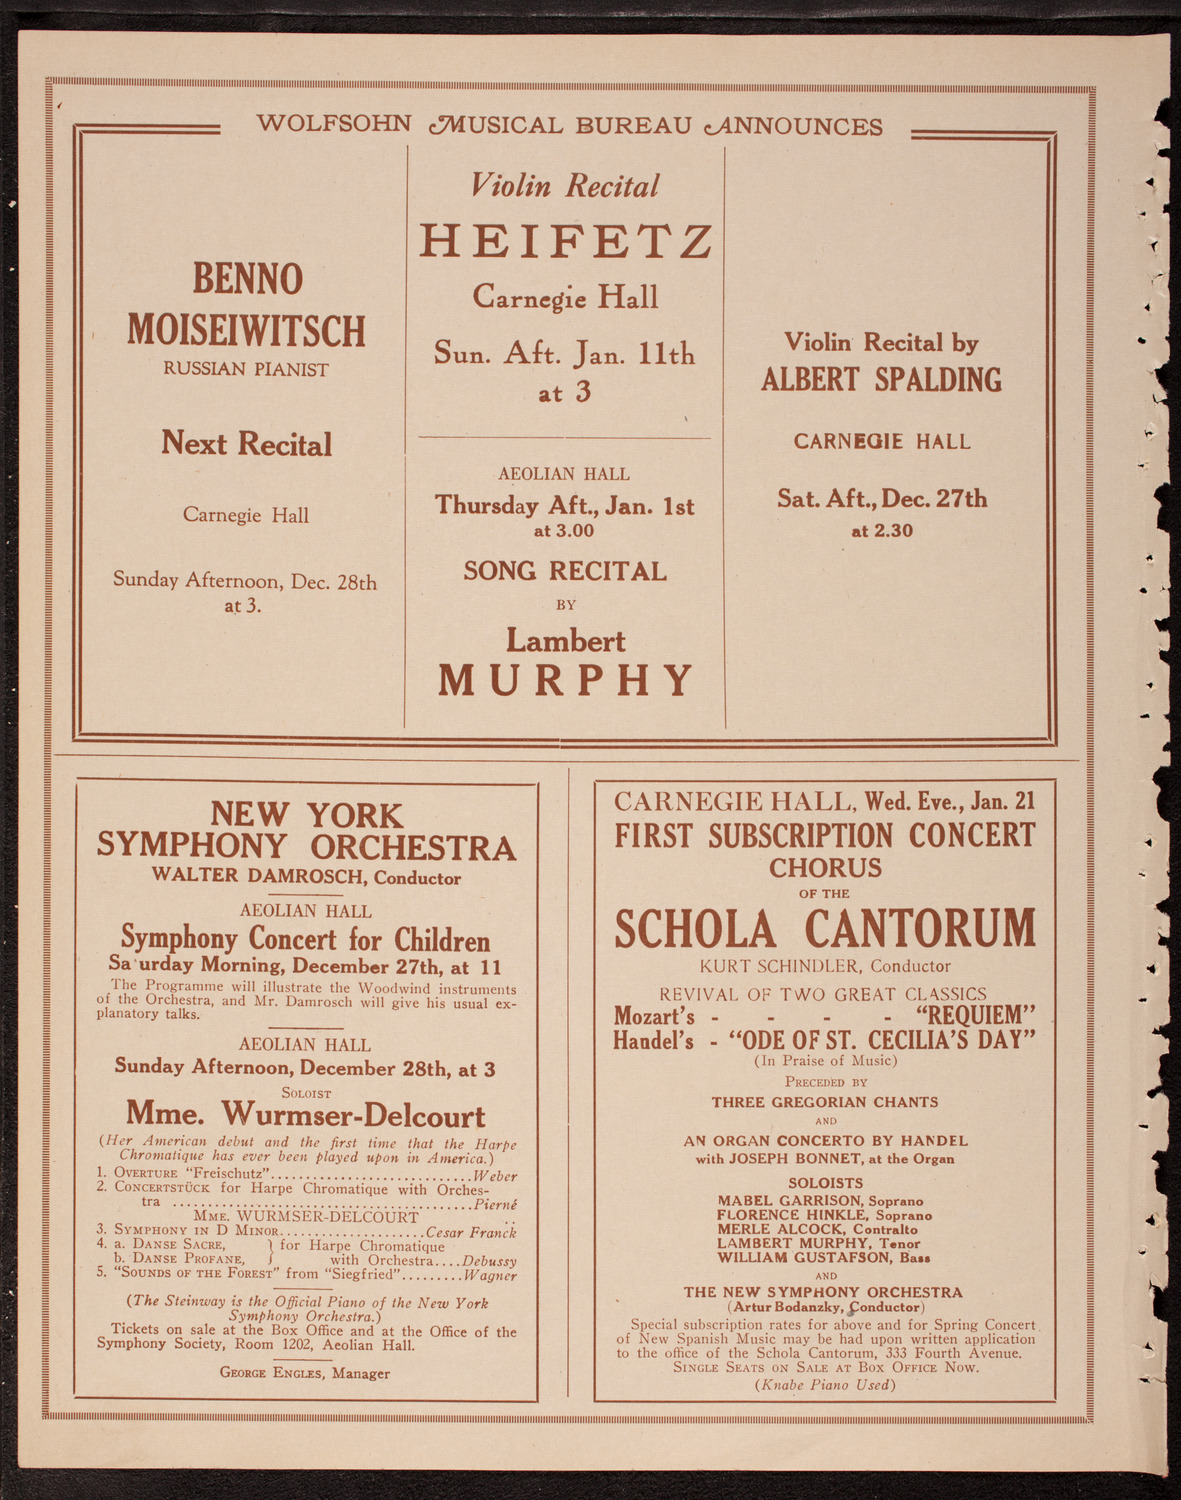 WOLFSOHN MUSICAL BUREAU ANNOUNCES
BENNO
MOISEIWITSCH
RUSSIAN PIANIST
Next Recital
Carnegie Hall
Sunday Afternoon, Dec. 28th
at 3.
Violin Recital
HEIFETZ
Carnegie Hall
Sun. Aft. Jan. 11th
at 3
AEOLIAN HALL
Thursday Aft., Jan. 1st
at 3.00
SONG RECITAL
BY
Lambert
MURPHY
Violin Recital by
ALBERT SPALDING
CARNEGIE HALL
Sat. Aft., Dec. 27th
at 2.30
NEW YORK
SYMPHONY ORCHESTRA
WALTER DAMROSCH, Conductor
AEOLIAN HALL
Symphony Concert for Children
Sa urday Morning, December 27th, at 11
The Programme will illustrate the Woodwind instruments
of the Orchestra, and Mr. Damrosch will give his usual ex-
planatory talks.
AEOLIAN HALL
Sunday Afternoon, December 28th, at 3
SOLOIST
Mme. Wurmser-Delcourt
(Her American debut and the first time that the Harpe
Chromatique has ever been played upon in America.)
1. OVERTURE "Freischutz"............................Weber
2. CONCERTSTÜCK for Harpe Chromatique with Orches-
tra ..........................................Pierné
MME. WURMSER-DELCOURT
3. SYMPHONY IN D MINOR....................Cesar Franck
4. a. DANSE SACRE, } for Harpe Chromatique
b. DANSE PROFANE, } with Orchestra....Debussy
5. "SOUNDS OF THE FOREST" from "Siegfried".........Wagner
(The Steinway is the Official Piano of the New York
Symphony Orchestra.)
Tickets on sale at the Box Office and at the Office of the
Symphony Society, Room 1202, Aeolian Hall.
GEORGE ENGLES, Manager
CARNEGIE HALL, Wed. Eve., Jan. 21
FIRST SUBSCRIPTION CONCERT
CHORUS
OF THE
SCHOLA CANTORUM
KURT SCHINDLER, Conductor
REVIVAL OF TWO GREAT CLASSICS
Mozart's - - - - "REQUIEM"
Handel's - "ODE OF ST. CECILIA'S DAY"
(In Praise of Music)
PRECEDED BY
THREE GREGORIAN CHANTS
AND
AN ORGAN CONCERTO BY HANDEL
with JOSEPH BONNET, at the Organ
SOLOISTS
MABEL GARRISON, Soprano
FLORENCE HINKLE, Soprano
MERLE ALCOCK, Contralto
LAMBERT MURPHY, Tenor
WILLIAM GUSTAFSON, Bass
AND
THE NEW SYMPHONY ORCHESTRA
(Artur Bodanzky, Conductor)
Special subscription rates for above and for Spring Concert
of New Spanish Music may be had upon written application
to the office of the Schola Cantorum, 333 Fourth Avenue.
SINGLE SEATS ON SALE AT BOX OFFICE NOW.
(Knabe Piano Used)